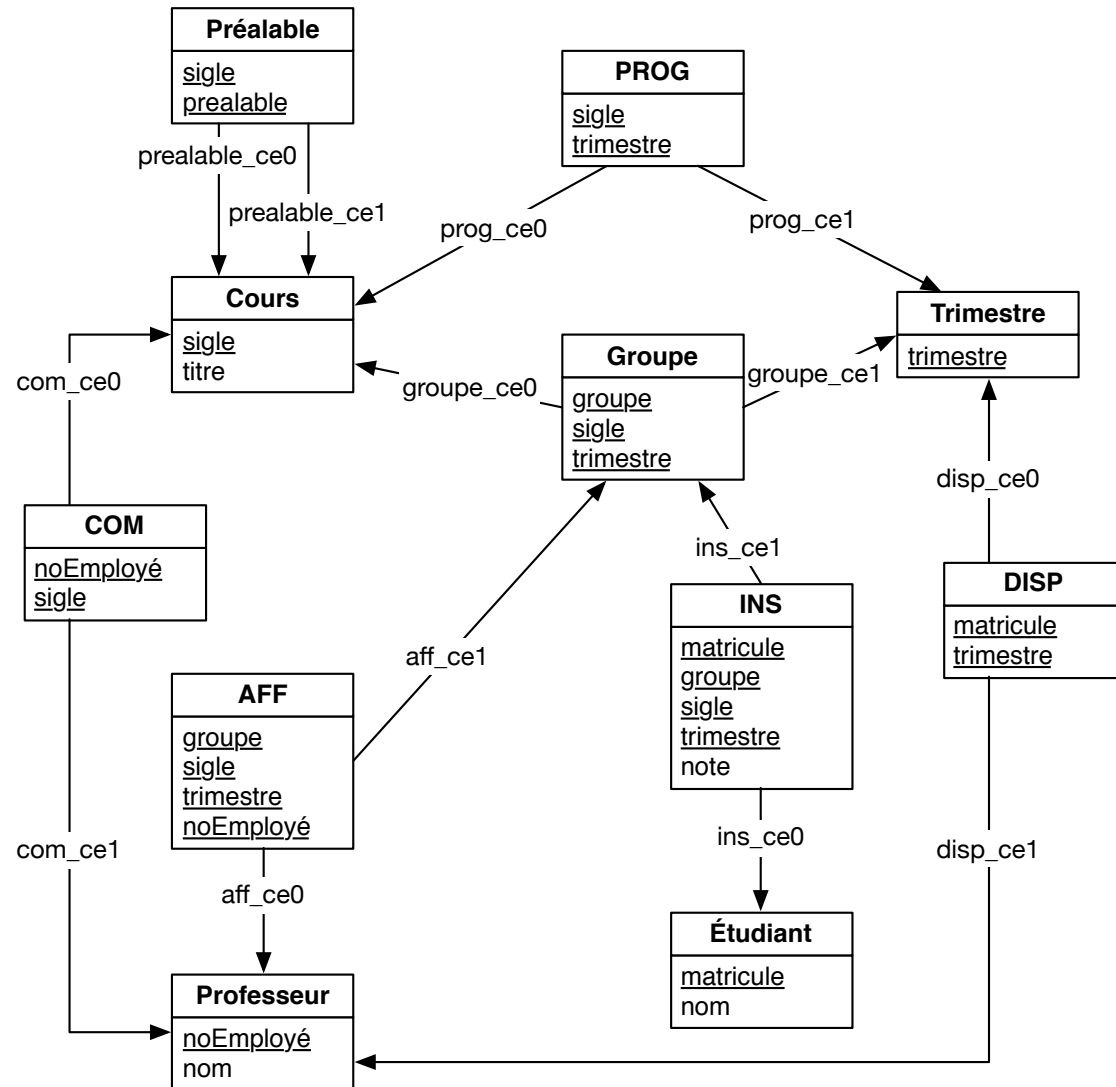 Préalable
sigle
prealable
PROG
sigle
trimestre
prealable_ce0
prealable_ce1
prog_ce0
prog_ce1
Cours
sigle
titre
Trimestre
trimestre
Groupe
groupe
sigle
trimestre
com_ce0
groupe_ce0
groupe_ce1
disp_ce0
COM
noEmployé
sigle
ins_ce1
DISP
matricule
trimestre
INS
matricule
groupe
sigle
trimestre
note
aff_ce1
AFF
groupe
sigle
trimestre
noEmployé
com_ce1
aff_ce0
ins_ce0
disp_ce1
Étudiant
matricule
nom
Professeur
noEmployé
nom